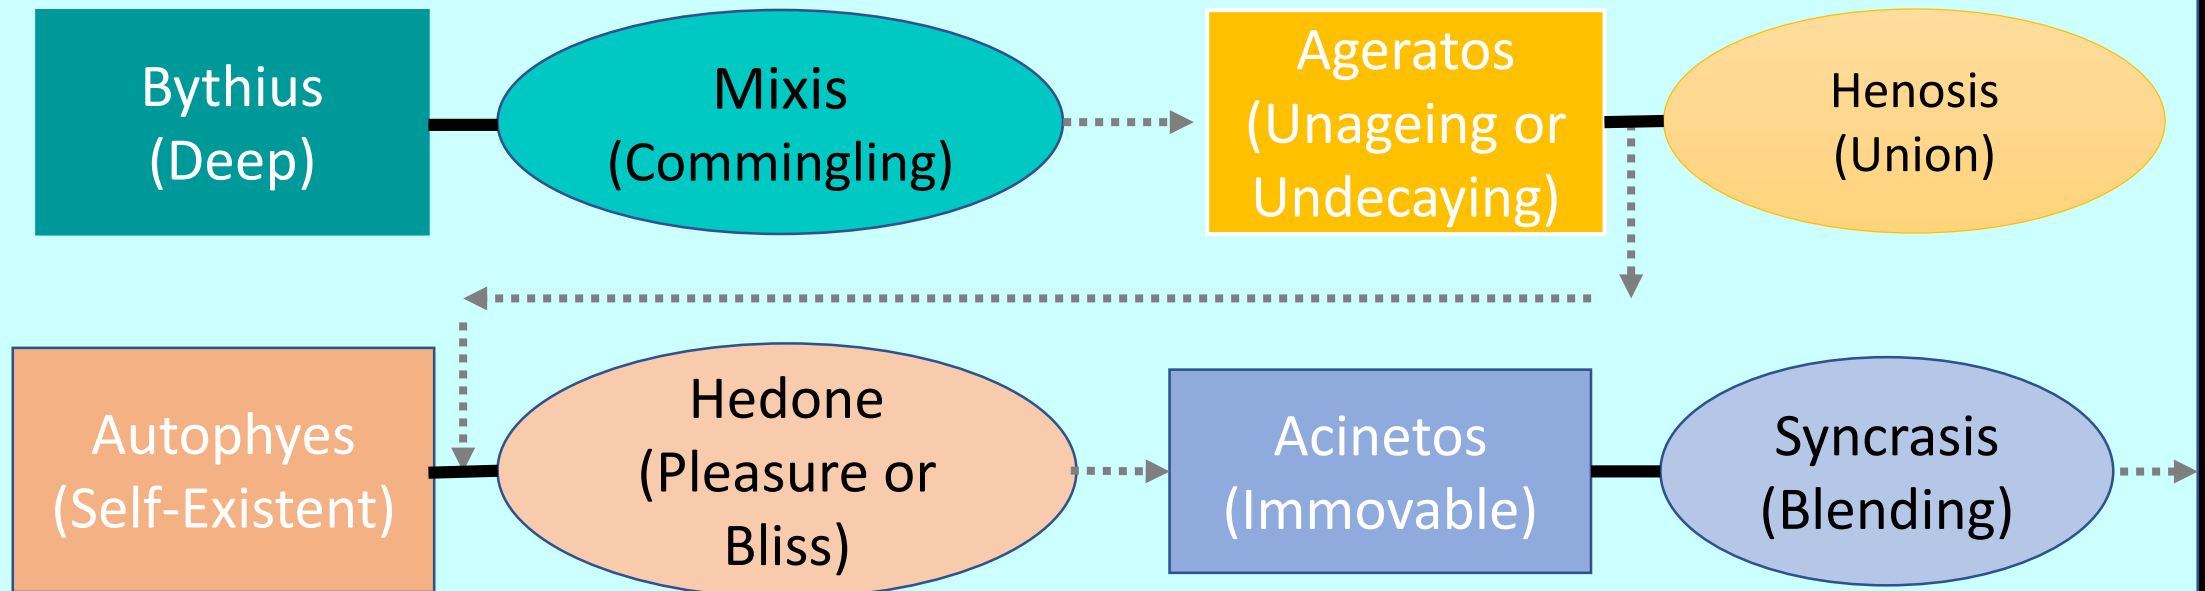 Bythius
(Deep)
Mixis
(Commingling)
Ageratos
(Unageing or
Undecaying)
Henosis
(Union)
Autophyes
(Self-Existent)
Hedone
(Pleasure or
Bliss)
Acinetos
(Immovable)
Syncrasis
(Blending)